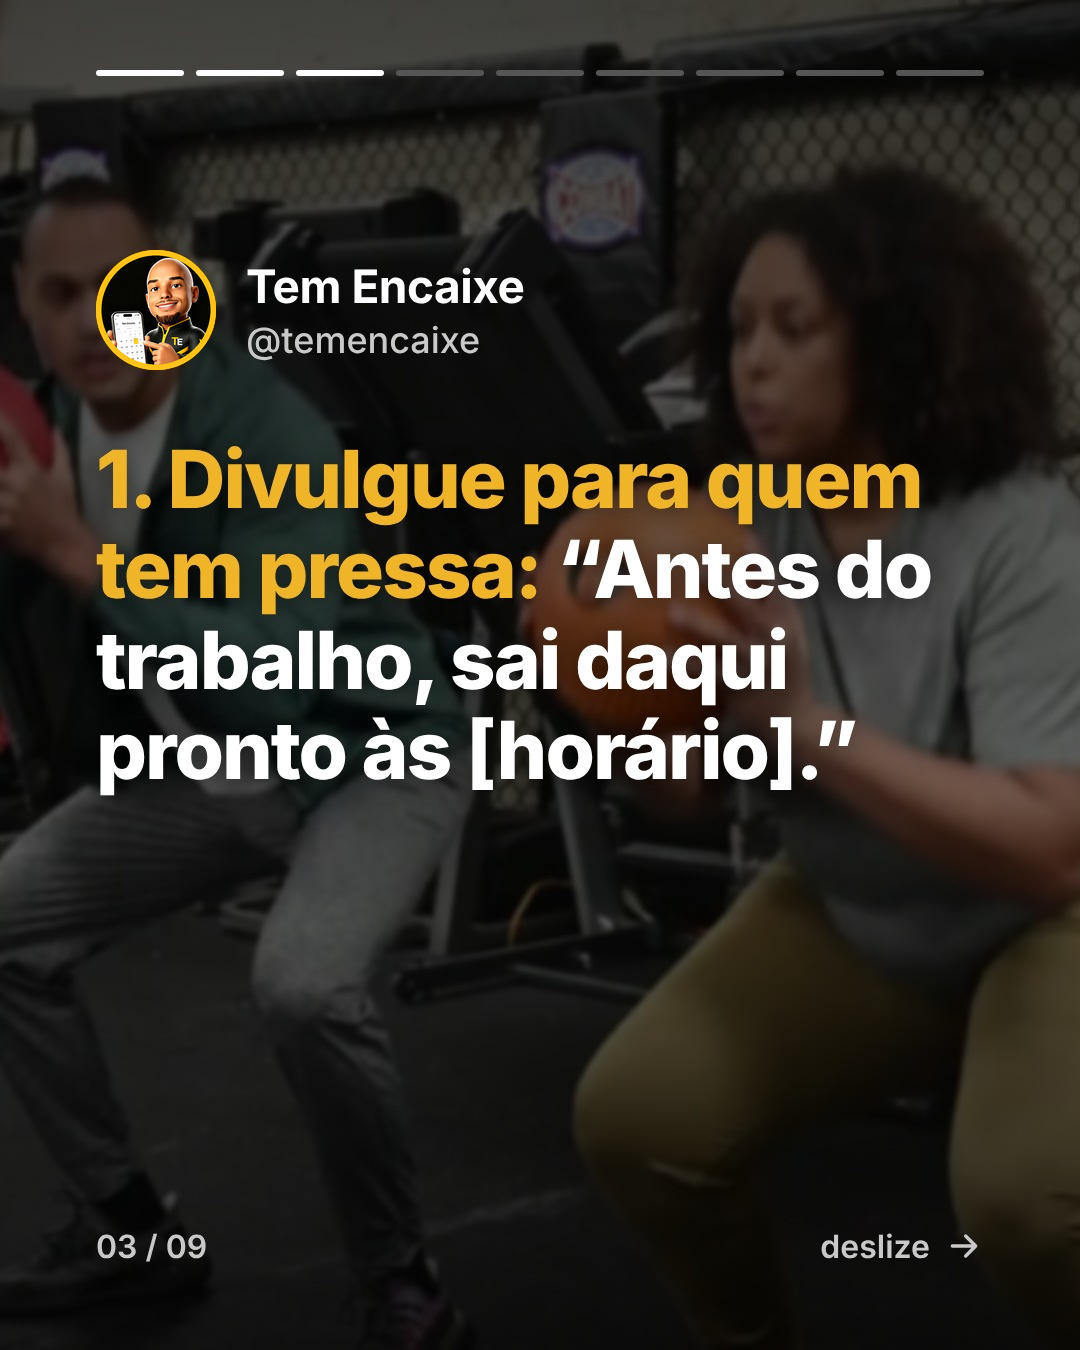 Tem Encaixe
@temencaixe
1. Divulgue para quem
tem pressa: “Antes do
trabalho, sai daqui
pronto às [horário].”
03 / 09
deslize →
TE